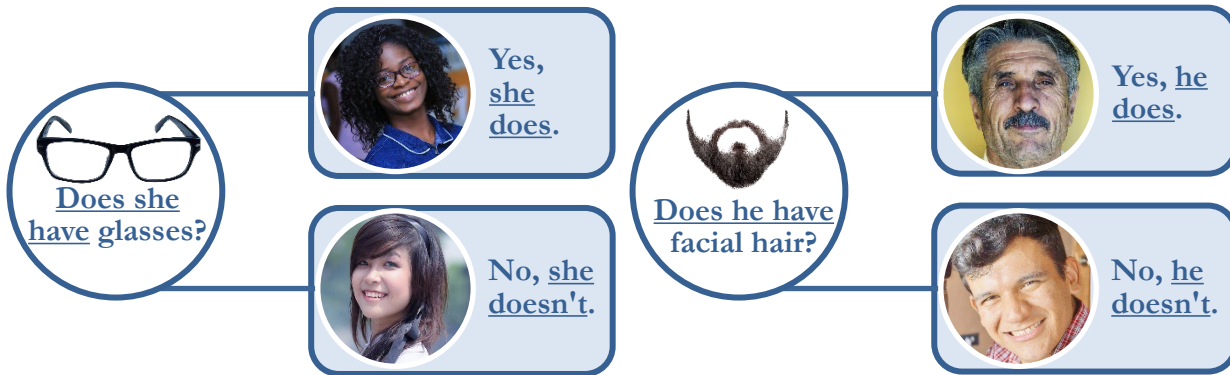 Does she
have glasses?
Yes,
she
does.
No, she
doesn't.
Does he have
facial hair?
Yes, he
does.
No, he
doesn't.